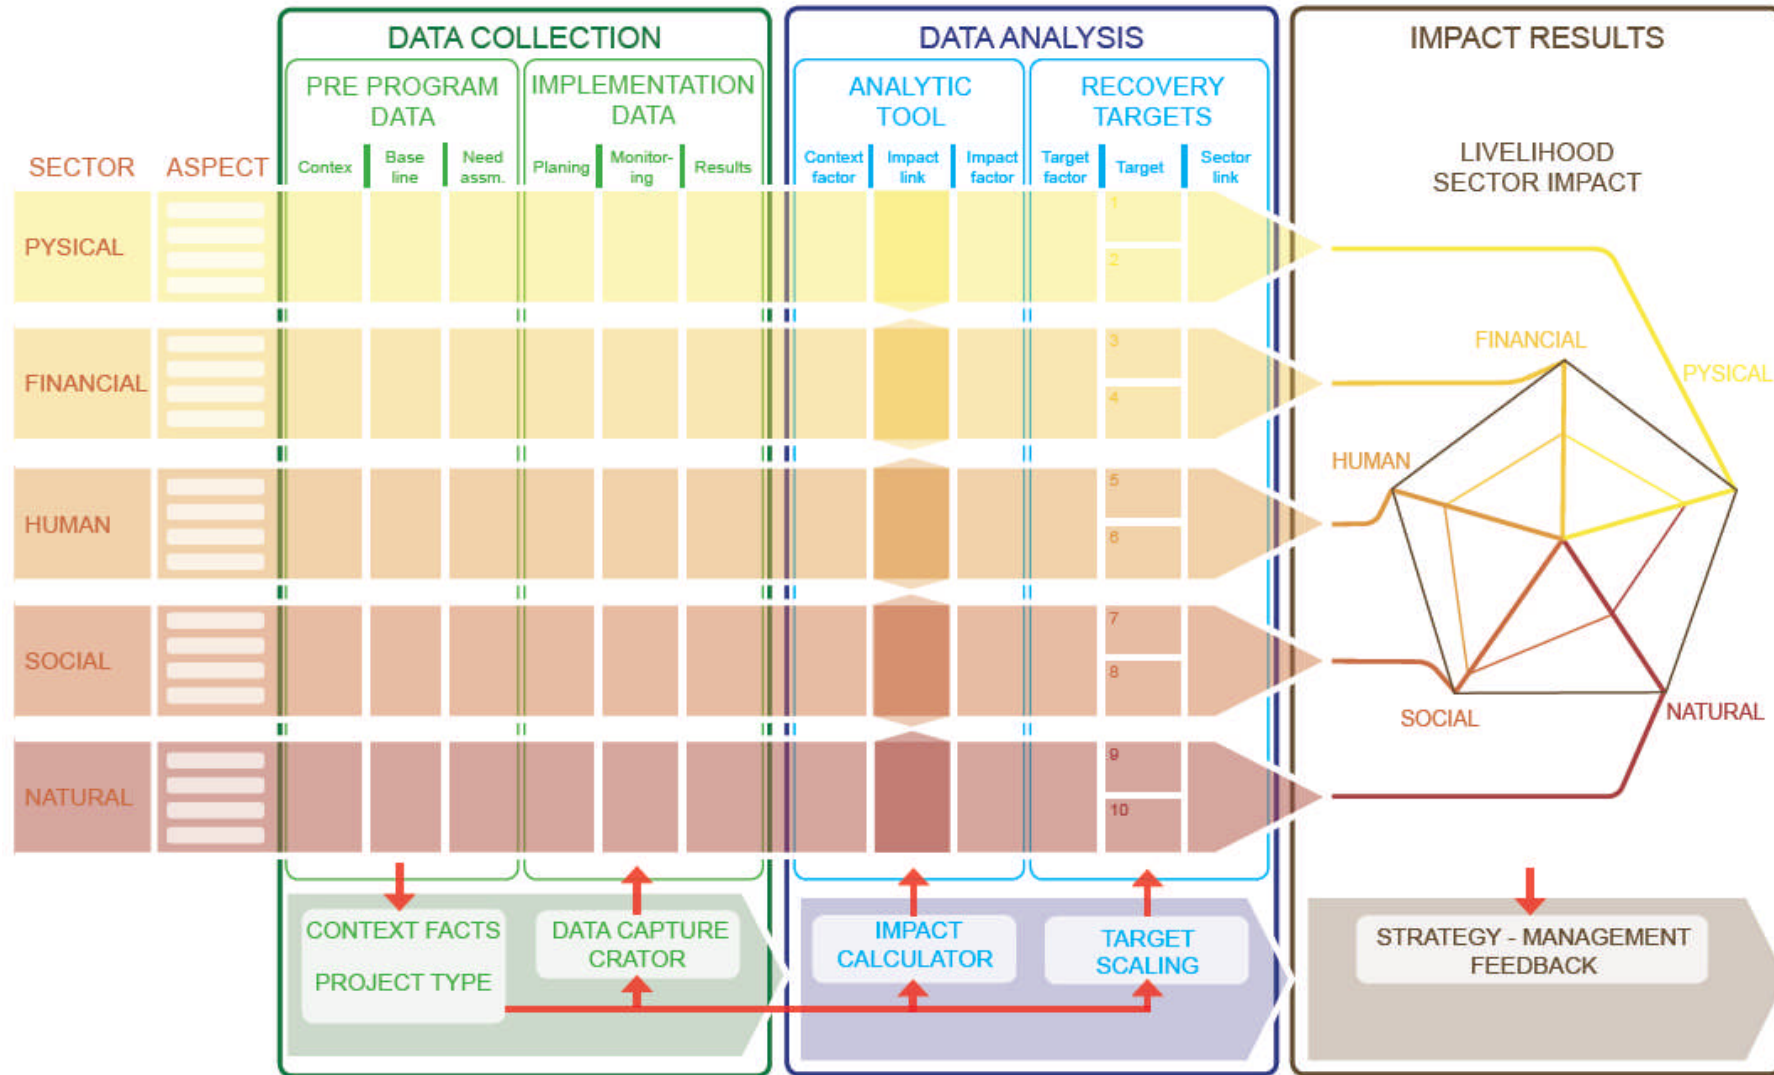 DATA COLLECTION
DATA ANALYSIS
IMPACT RESULTS
PRE PROGRAM
DATA
IMPLEMENTATION
DATA
ANALYTIC
TOOL
RECOVERY
TARGETS
SECTOR
ASPECT
Contex
Base
line
Need
assm.
Planing
Monitor-
ing
Results
Context
factor
Impact
link
Impact
factor
Target
factor
Target
Sector
link
LIVELIHOOD
SECTOR IMPACT
PYSICAL
1
2
FINANCIAL
3
4
HUMAN
5
6
SOCIAL
7
8
NATURAL
9
10
FINANCIAL
PYSICAL
HUMAN
SOCIAL
NATURAL
CONTEXT FACTS
PROJECT TYPE
DATA CAPTURE
CRATOR
IMPACT
CALCULATOR
TARGET
SCALING
STRATEGY - MANAGEMENT
FEEDBACK